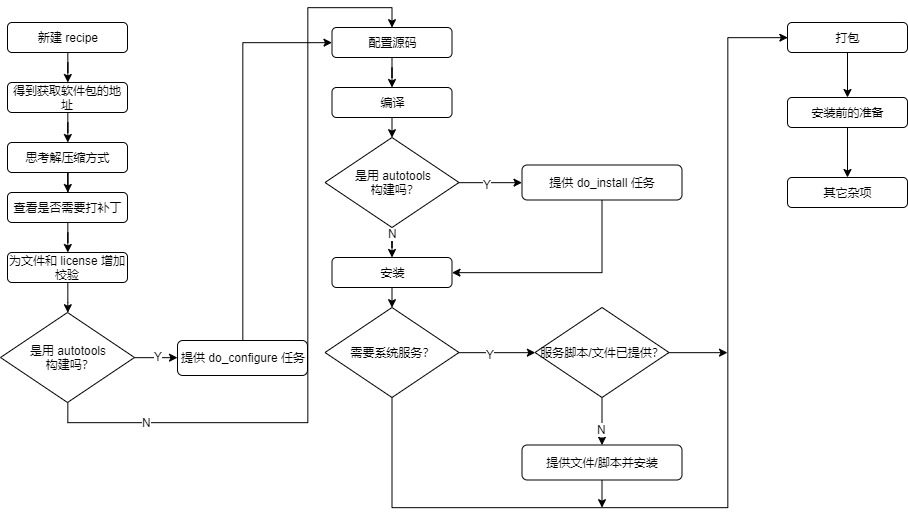 新建 recipe
得到获取软件包的地
址
思考解压缩方式
查看是否需要打补丁
为文件和 license 增加
校验
是用 autotools
构建吗?
Y
提供 do_configure 任务
N
配置源码
编译
是用 autotools
构建吗?
Y
提供 do_install 任务
N
安装
需要系统服务?
Y
服务脚本/文件已提供?
N
提供文件/脚本并安装
打包
安装前的准备
其它杂项